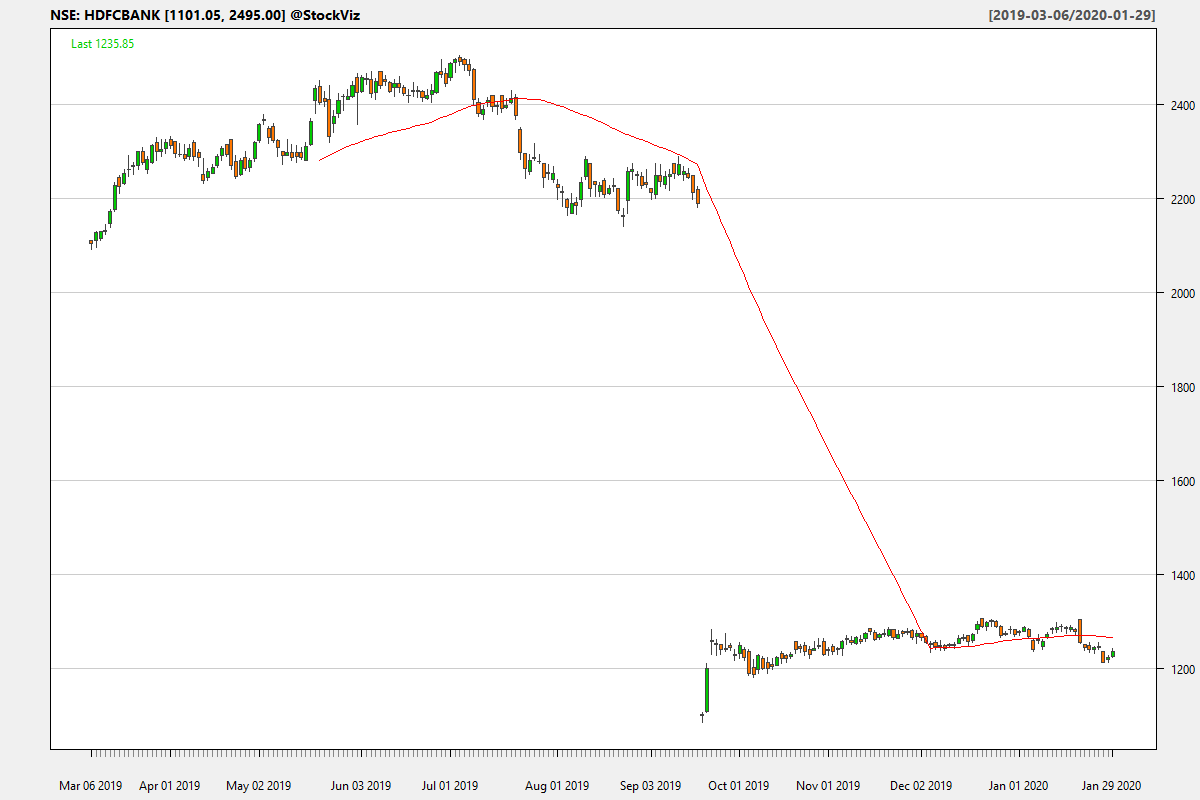 NSE: HDFCBANK [1101.05, 2495.00] @StockViz
[2019-03-06/2020-01-29]
Last 1235.85
2400
2200
2000
1800
1600
1400
1200
Mar 06 2019
Apr 01 2019
May 02 2019
Jun 03 2019
Jul 01 2019
Aug 01 2019
Sep 03 2019
Oct 01 2019
Nov 01 2019
Dec 02 2019
Jan 01 2020
Jan 29 2020